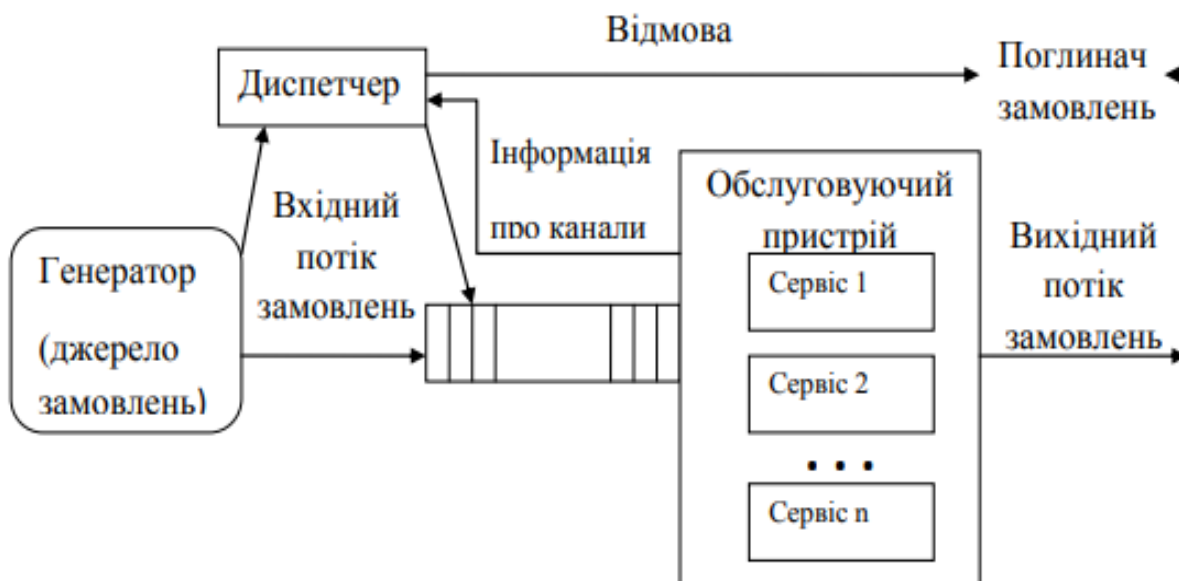 Відмова
Диспетчер
Поглинач
замовлень
Інформація
про канали
Вхідний
потік
замовлень
Генератор
(джерело
замовлень)
Обслуговуючий
пристрій
Сервіс 1
Сервіс 2
• • •
Сервіс n
Вихідний
потік
замовлень